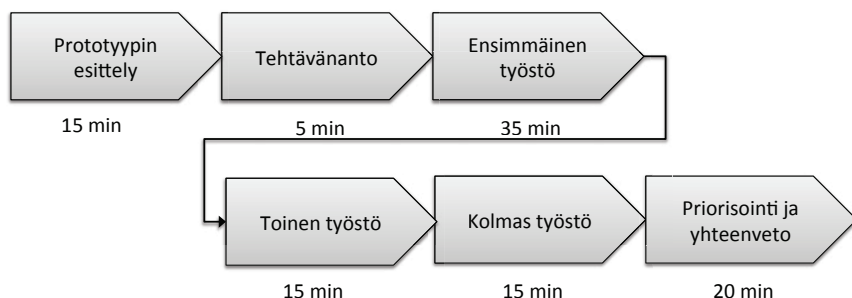 Prototyypin
esittely
Tehtävänanto
Ensimmäinen
työstö
15 min
5 min
35 min
Toinen työstö
Kolmas työstö
Priorisointi ja
yhteenveto
15 min
15 min
20 min